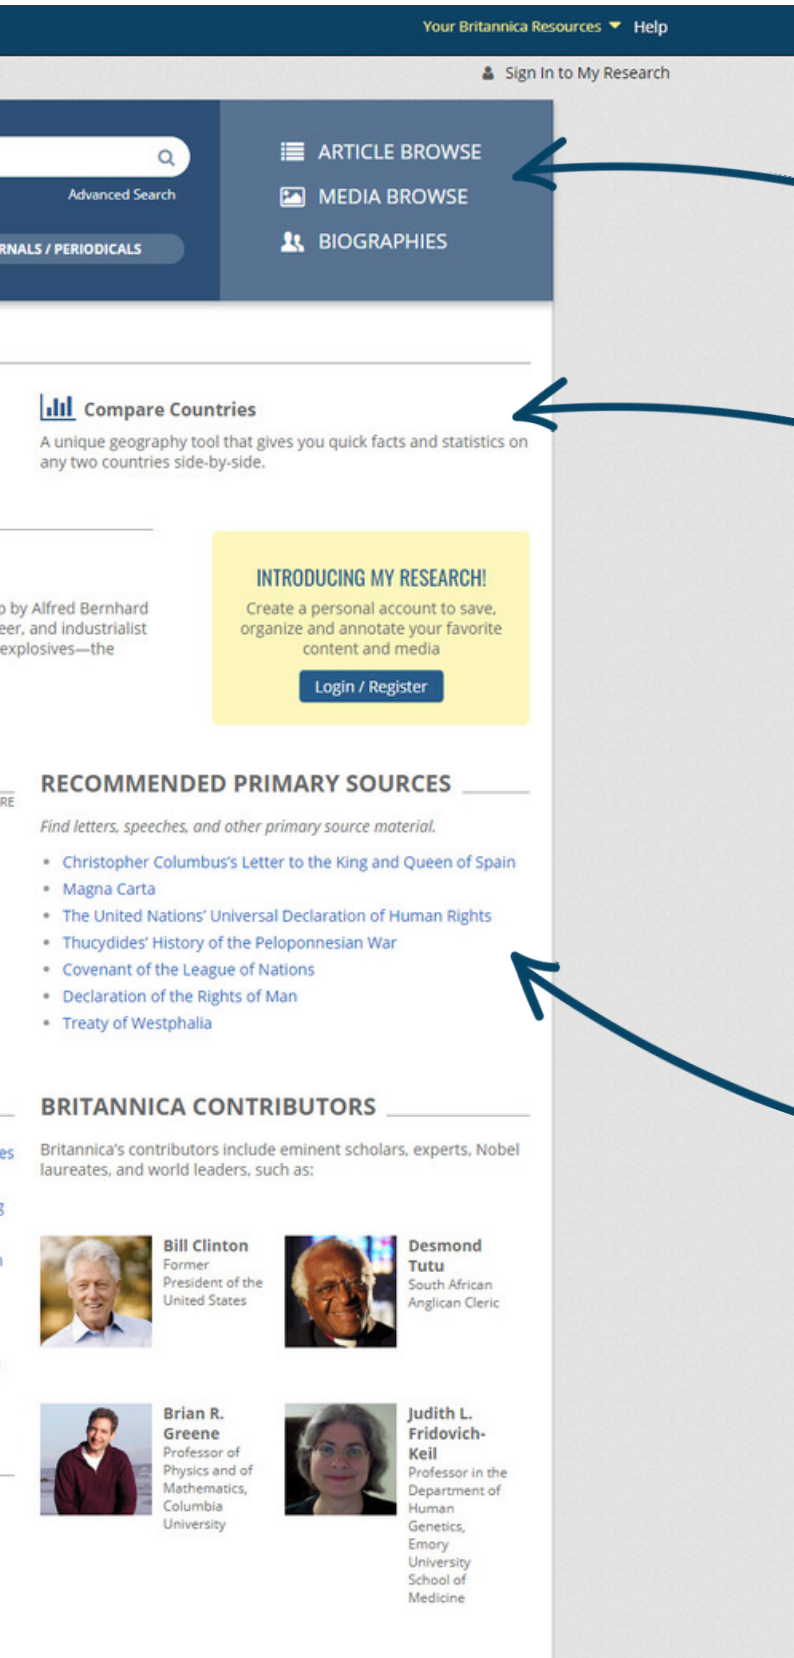 Your Britannica Resources Help
Sign In to My Research
ARTICLE BROWSE
MEDIA BROWSE
BIOGRAPHIES
Advanced Search
RNALS / PERIODICALS
Compare Countries
A unique geography tool that gives you quick facts and statistics on
any two countries side-by-side.
p by Alfred Bernhard
eer, and industrialist
explosives—the
INTRODUCING MY RESEARCH!
Create a personal account to save,
organize and annotate your favorite
content and media
Login / Register
RE
RECOMMENDED PRIMARY SOURCES
Find letters, speeches, and other primary source material.
Christopher Columbus's Letter to the King and Queen of Spain
Magna Carta
The United Nations' Universal Declaration of Human Rights
Thucydides' History of the Peloponnesian War
Covenant of the League of Nations
Declaration of the Rights of Man
Treaty of Westphalia
es
g
n
BRITANNICA CONTRIBUTORS
Britannica's contributors include eminent scholars, experts, Nobel
laureates, and world leaders, such as:
Bill Clinton
Former
President of the
United States
Desmond
Tutu
South African
Anglican Cleric
Brian R.
Greene
Professor of
Physics and of
Mathematics,
Columbia
University
Judith L.
Fridovich-
Keil
Professor in the
Department of
Human
Genetics,
Emory
University
School of
Medicine